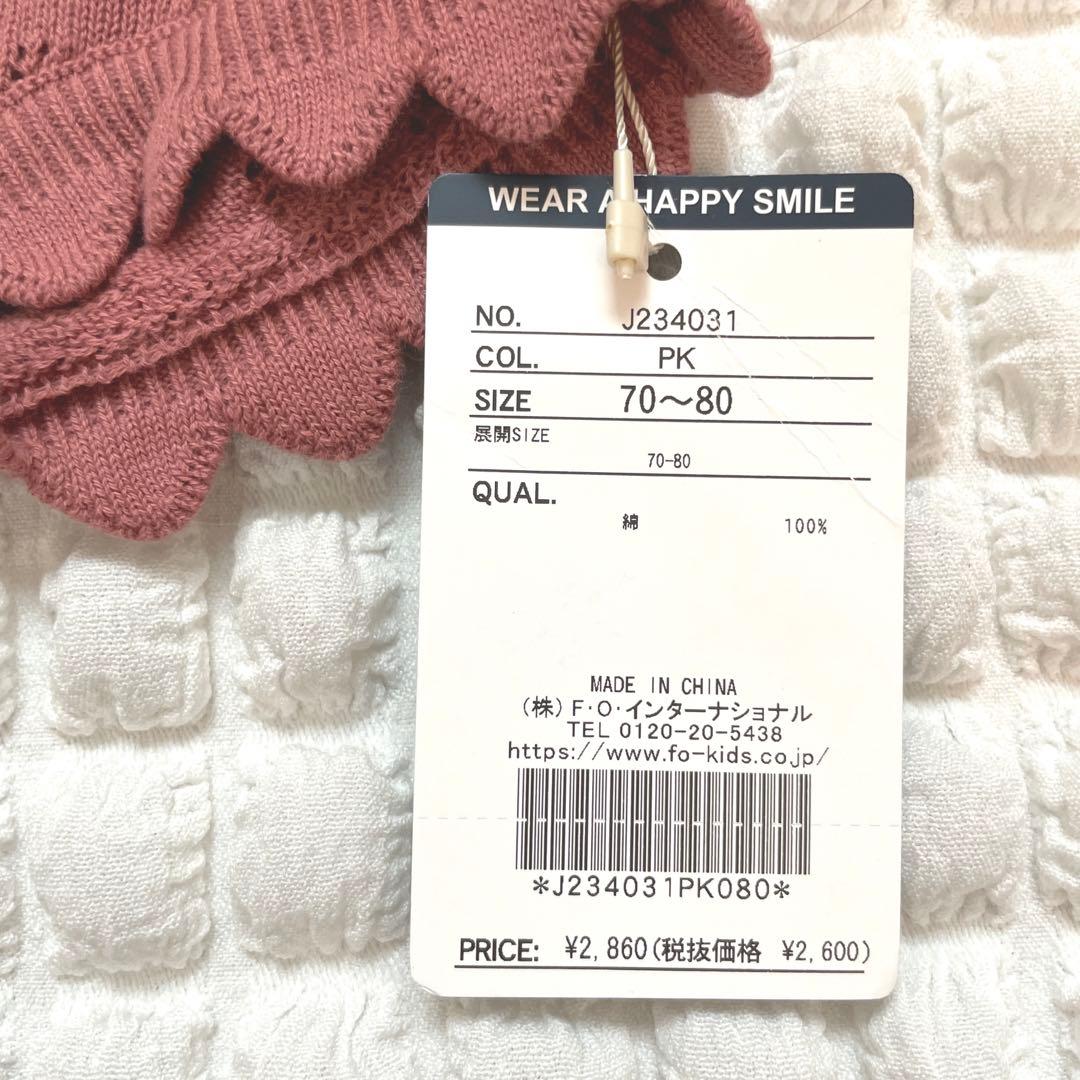 WEAR A HAPPY SMILE
NO. J234031
COL. PK
SIZE 70～80
展開SIZE
70-80
QUAL.
綿 100%
MADE IN CHINA
(株)F・O・インターナショナル
TEL 0120-20-5438
https://www.fo-kids.co.jp/
*J234031PK080*
PRICE: ¥2,860(税抜価格 ¥2,600)